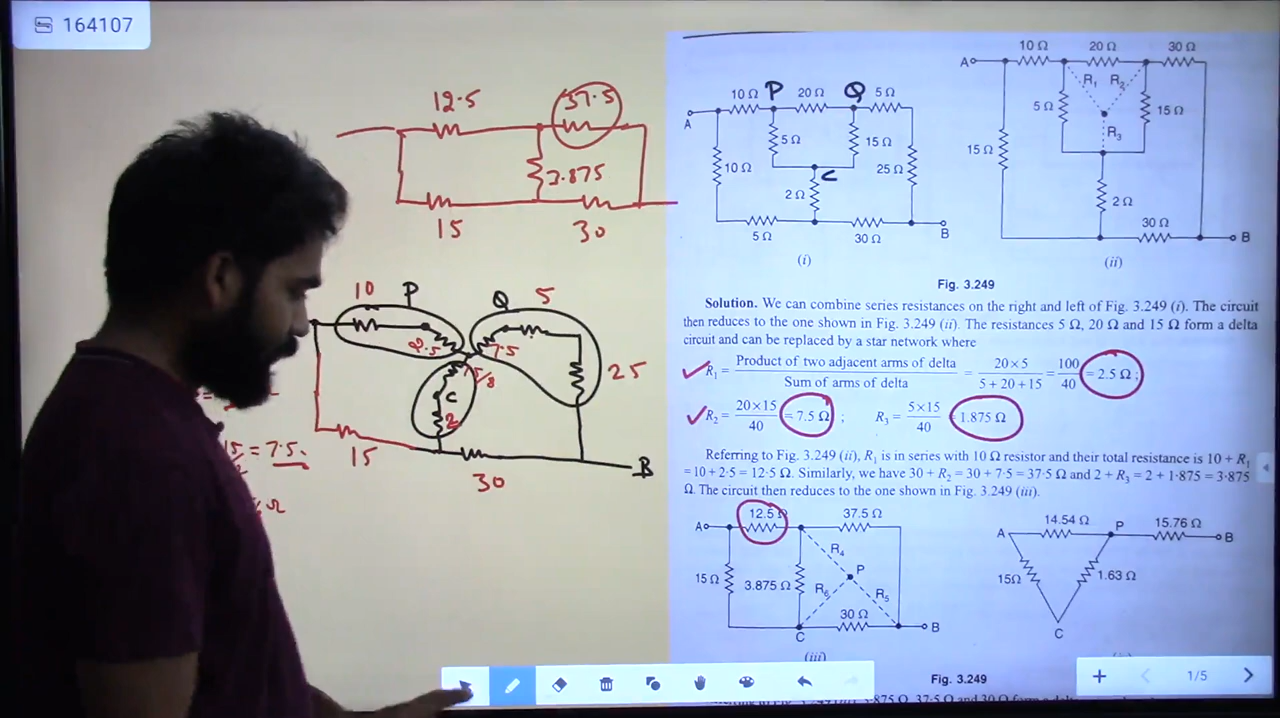 164107
12.5
37.5
3.875
15
30
10
P
Q
5
2.5
7.5
15/8
25
C
2
15
30
B
15/2 = 7.5
Ω
A
10 Ω
P
20 Ω
Q
5 Ω
5 Ω
15 Ω
10 Ω
25 Ω
C
2 Ω
5 Ω
30 Ω
B
(i)
A
10 Ω
20 Ω
30 Ω
R1
R2
5 Ω
15 Ω
R3
15 Ω
2 Ω
30 Ω
B
(ii)
Fig. 3.249
Solution. We can combine series resistances on the right and left of Fig. 3.249 (i). The circuit
then reduces to the one shown in Fig. 3.249 (ii). The resistances 5 Ω, 20 Ω and 15 Ω form a delta
circuit and can be replaced by a star network where
R1 = Product of two adjacent arms of delta / Sum of arms of delta = 20×5 / 5+20+15 = 100/40 = 2.5 Ω;
R2 = 20×15/40 = 7.5 Ω ; R3 = 5×15/40 = 1.875 Ω
Referring to Fig. 3.249 (ii), R1 is in series with 10 Ω resistor and their total resistance is 10 + R1
= 10 + 2·5 = 12·5 Ω. Similarly, we have 30 + R2 = 30 + 7·5 = 37·5 Ω and 2 + R3 = 2 + 1·875 = 3·875
Ω. The circuit then reduces to the one shown in Fig. 3.249 (iii).
A
12.5
37.5 Ω
R4
15 Ω
3.875 Ω
P
R6
R5
30 Ω
C
B
(iii)
A
14.54 Ω
P
15.76 Ω
B
15Ω
1.63 Ω
C
Fig. 3.249
1/5